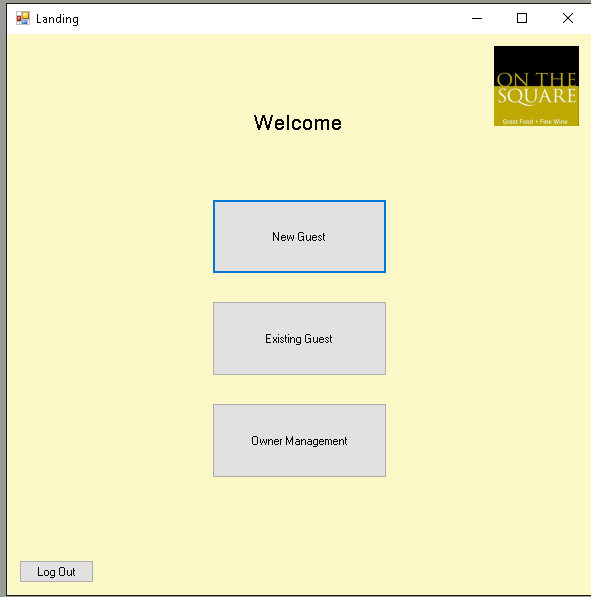 Landing
ON THE
SQUARE
Great Food • Fine Wine
Welcome
New Guest
Existing Guest
Owner Management
Log Out